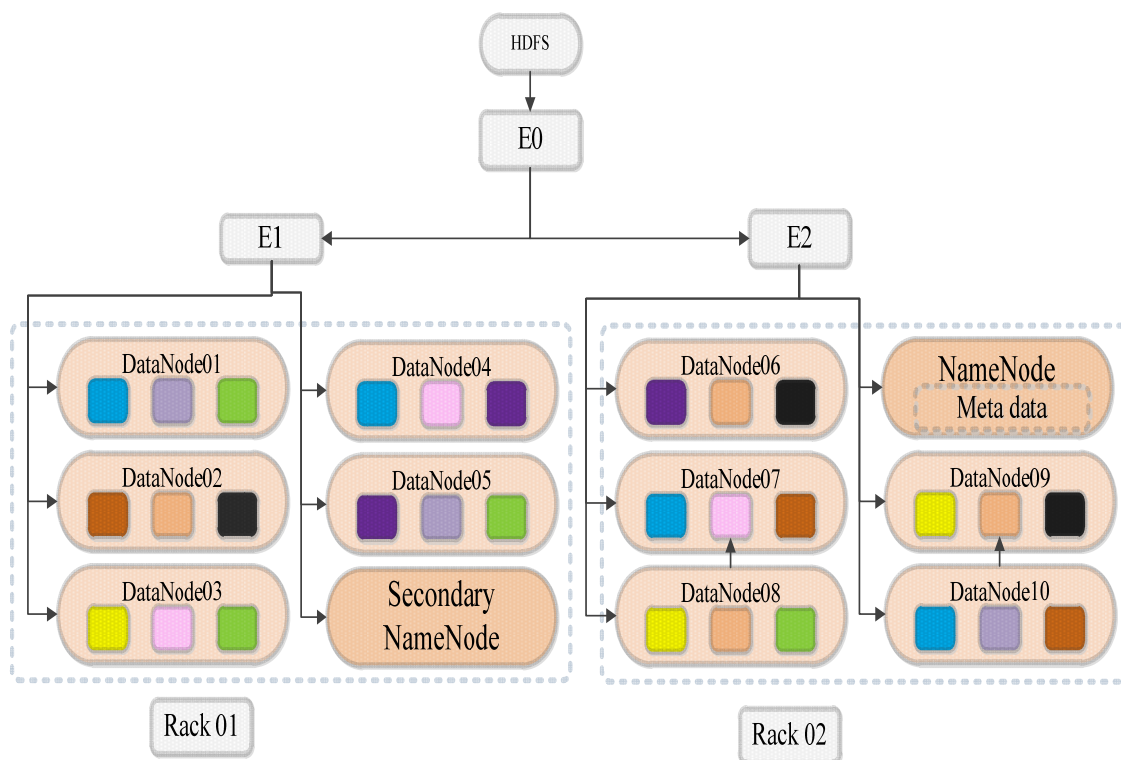 HDFS
E0
E1
E2
DataNode01
DataNode04
DataNode02
DataNode05
DataNode03
Secondary
NameNode
Rack 01
DataNode06
NameNode
Meta data
DataNode07
DataNode09
DataNode08
DataNode10
Rack 02